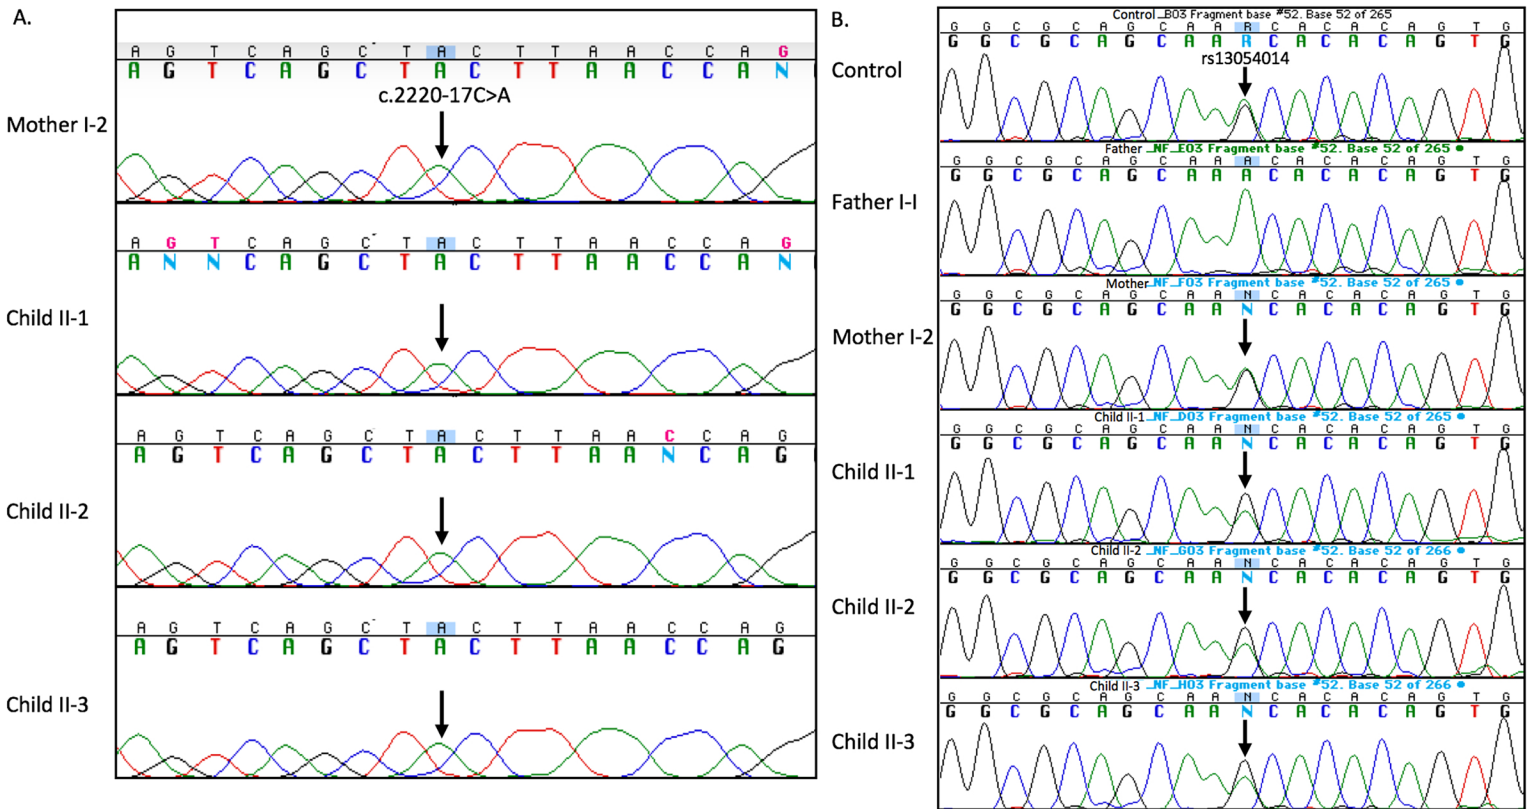 A.
A G T C A G C T A C T T A A C C A G
A G T C A G C T A C T T A A C C A N
c.2220-17C>A
Mother I-2
A G T C A G C T A C T T A A C C A G
A N N C A G C T A C T T A A C C A N
Child II-1
A G T C A G C T A C T T A A C C A G
A G T C A G C T A C T T A A N C A G
Child II-2
A G T C A G C T A C T T A A C C A G
A G T C A G C T A C T T A A C C A G
Child II-3
B.
Control_B03 Fragment base #52. Base 52 of 265
G G C G C A G C A A R C A C A C A G T G
G G C G C A G C A A R C A C A C A G T G
rs13054014
Control
Father_NF_E03 Fragment base #52. Base 52 of 265
G G C G C A G C A A A C A C A C A G T G
G G C G C A G C A A A C A C A C A G T G
Father I-I
Mother_NF_F03 Fragment base #52. Base 52 of 265
G G C G C A G C A A N C A C A C A G T G
G G C G C A G C A A N C A C A C A G T G
Mother I-2
Child II-1_NF_D03 Fragment base #52. Base 52 of 265
G G C G C A G C A A N C A C A C A G T G
G G C G C A G C A A N C A C A C A G T G
Child II-1
Child II-2_NF_G03 Fragment base #52. Base 52 of 266
G G C G C A G C A A N C A C A C A G T G
G G C G C A G C A A N C A C A C A G T G
Child II-2
Child II-3_NF_H03 Fragment base #52. Base 52 of 266
G G C G C A G C A A N C A C A C A G T G
G G C G C A G C A A N C A C A C A G T G
Child II-3